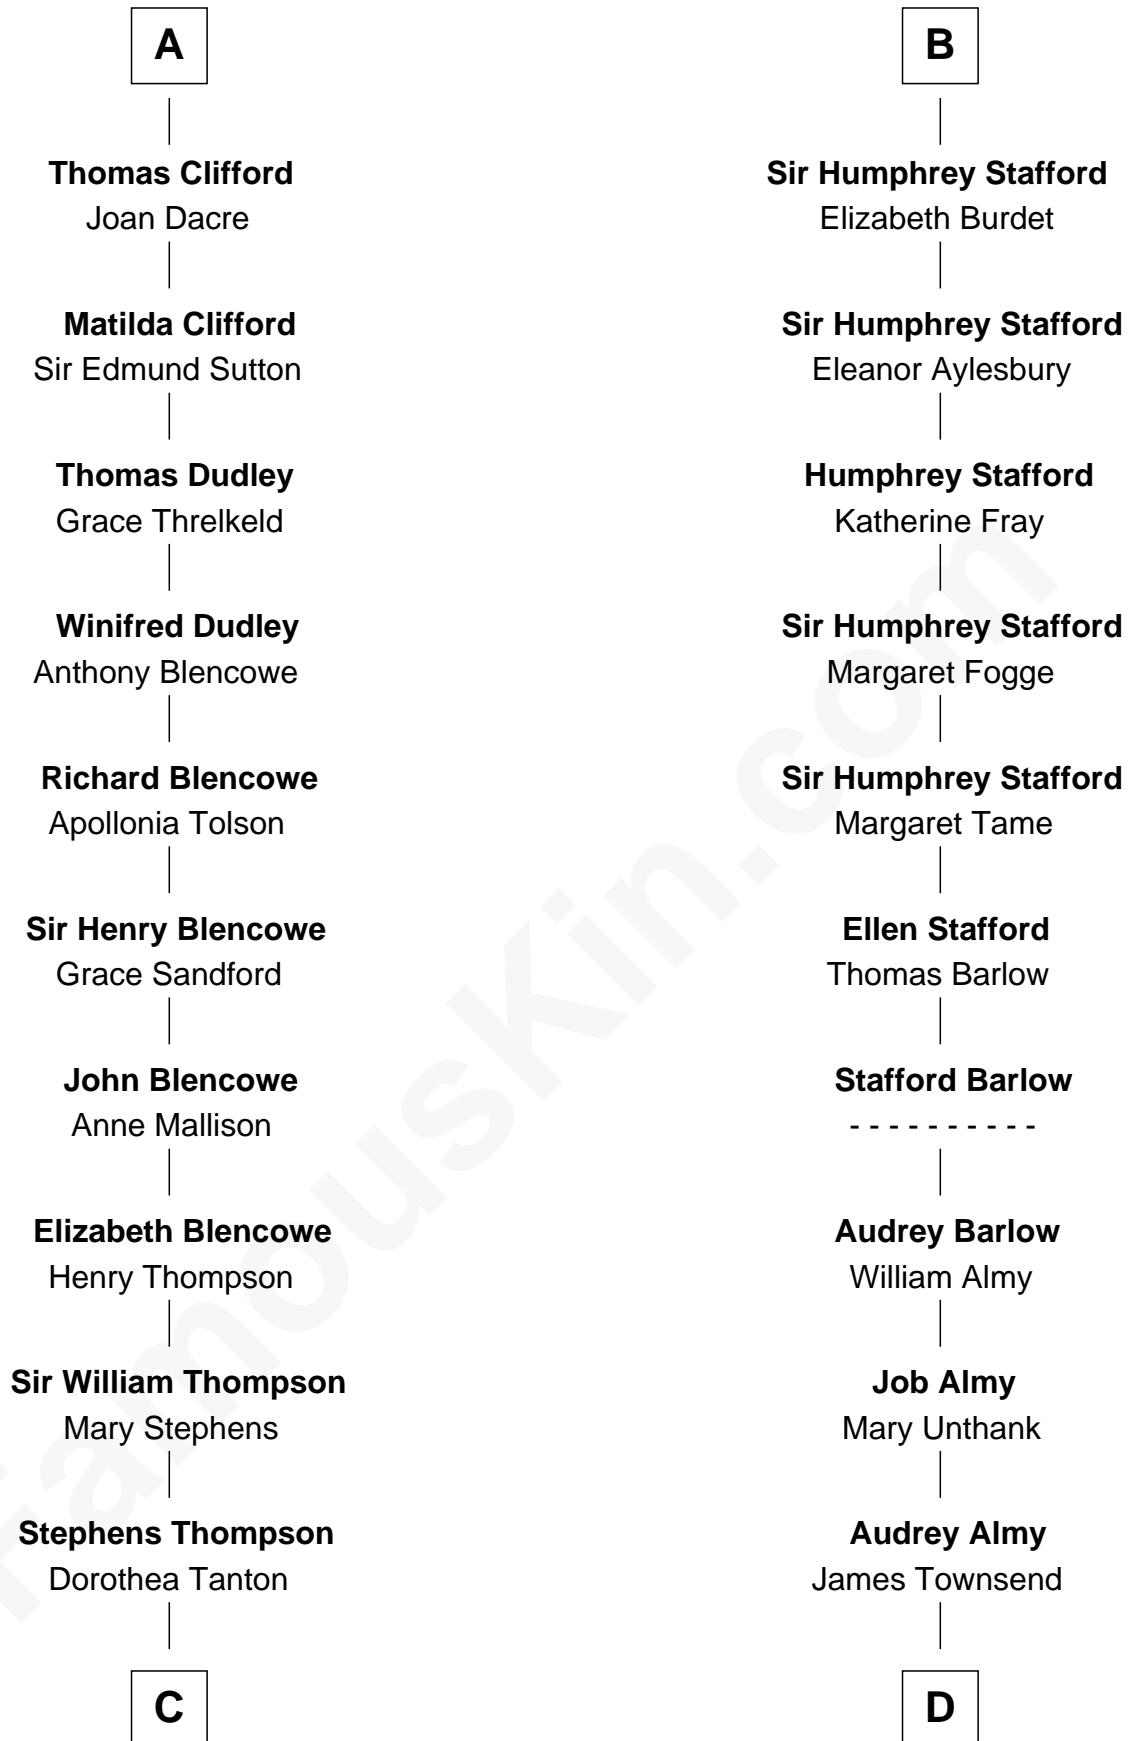 A
Thomas Clifford
Joan Dacre
Matilda Clifford
Sir Edmund Sutton
Thomas Dudley
Grace Threlkeld
Winifred Dudley
Anthony Blencowe
Richard Blencowe
Apollonia Tolson
Sir Henry Blencowe
Grace Sandford
John Blencowe
Anne Mallison
Elizabeth Blencowe
Henry Thompson
Sir William Thompson
Mary Stephens
Stephens Thompson
Dorothea Tanton
C
B
Sir Humphrey Stafford
Elizabeth Burdet
Sir Humphrey Stafford
Eleanor Aylesbury
Humphrey Stafford
Katherine Fray
Sir Humphrey Stafford
Margaret Fogge
Sir Humphrey Stafford
Margaret Tame
Ellen Stafford
Thomas Barlow
Stafford Barlow
- - - - - - - - - -
Audrey Barlow
William Almy
Job Almy
Mary Unthank
Audrey Almy
James Townsend
D
FamousKin.com